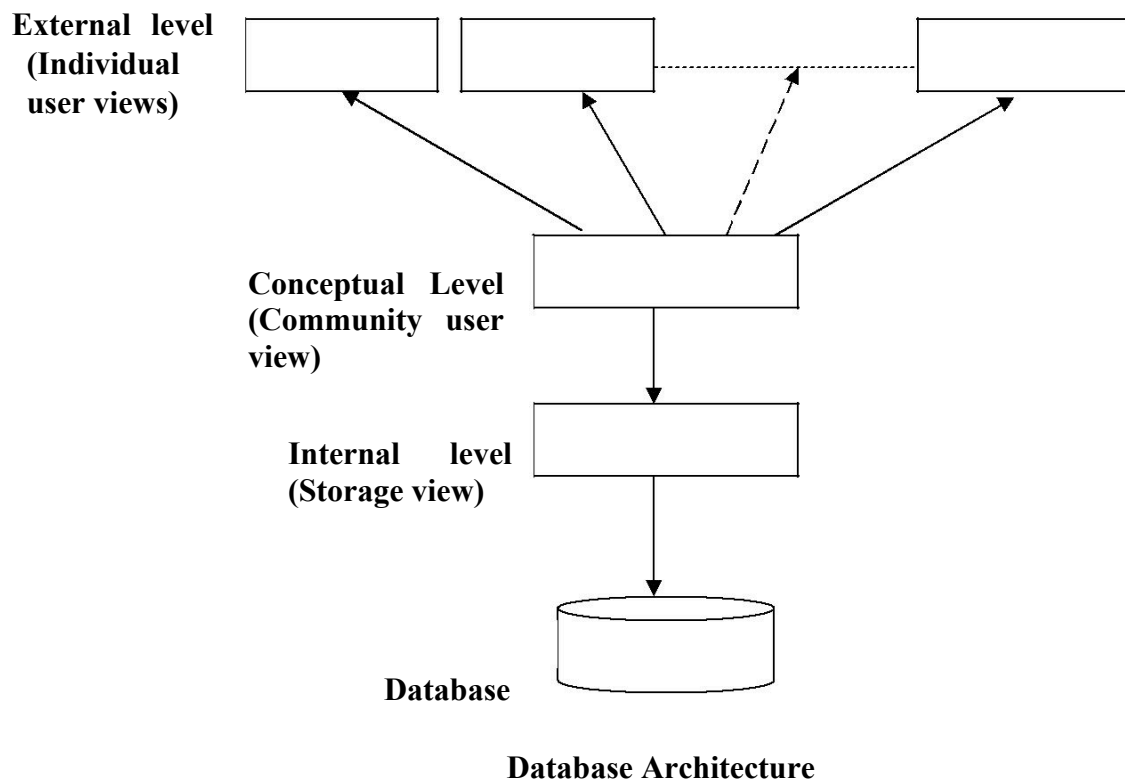 External level
(Individual
user views)
Conceptual Level
(Community user
view)
Internal level
(Storage view)
Database
Database Architecture